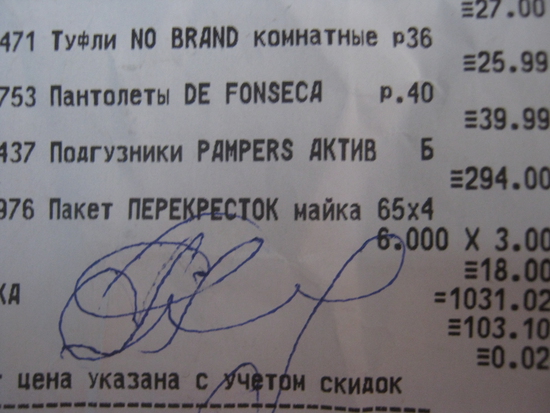 ≡27.00
471 Туфли NO BRAND комнатные р36
≡25.99
753 Пантолеты DE FONSECA р.40
≡39.99
437 Подгузники PAMPERS АКТИВ Б
≡294.00
976 Пакет ПЕРЕКРЕСТОК майка 65х4
6.000 X 3.00
≡18.00
КА =1031.02
≡103.10
≡0.02
цена указана с учетом скидок